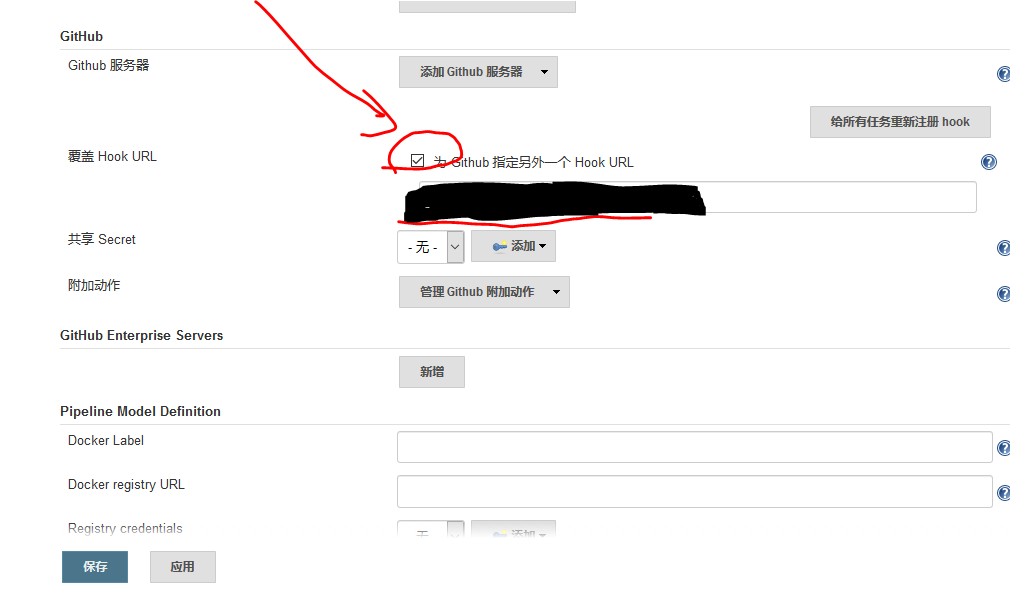 GitHub
Github 服务器
添加 Github 服务器
给所有任务重新注册 hook
覆盖 Hook URL
为 Github 指定另外一个 Hook URL
共享 Secret
- 无 -
添加
附加动作
管理 Github 附加动作
GitHub Enterprise Servers
新增
Pipeline Model Definition
Docker Label
Docker registry URL
Registry credentials
无
添加
保存
应用